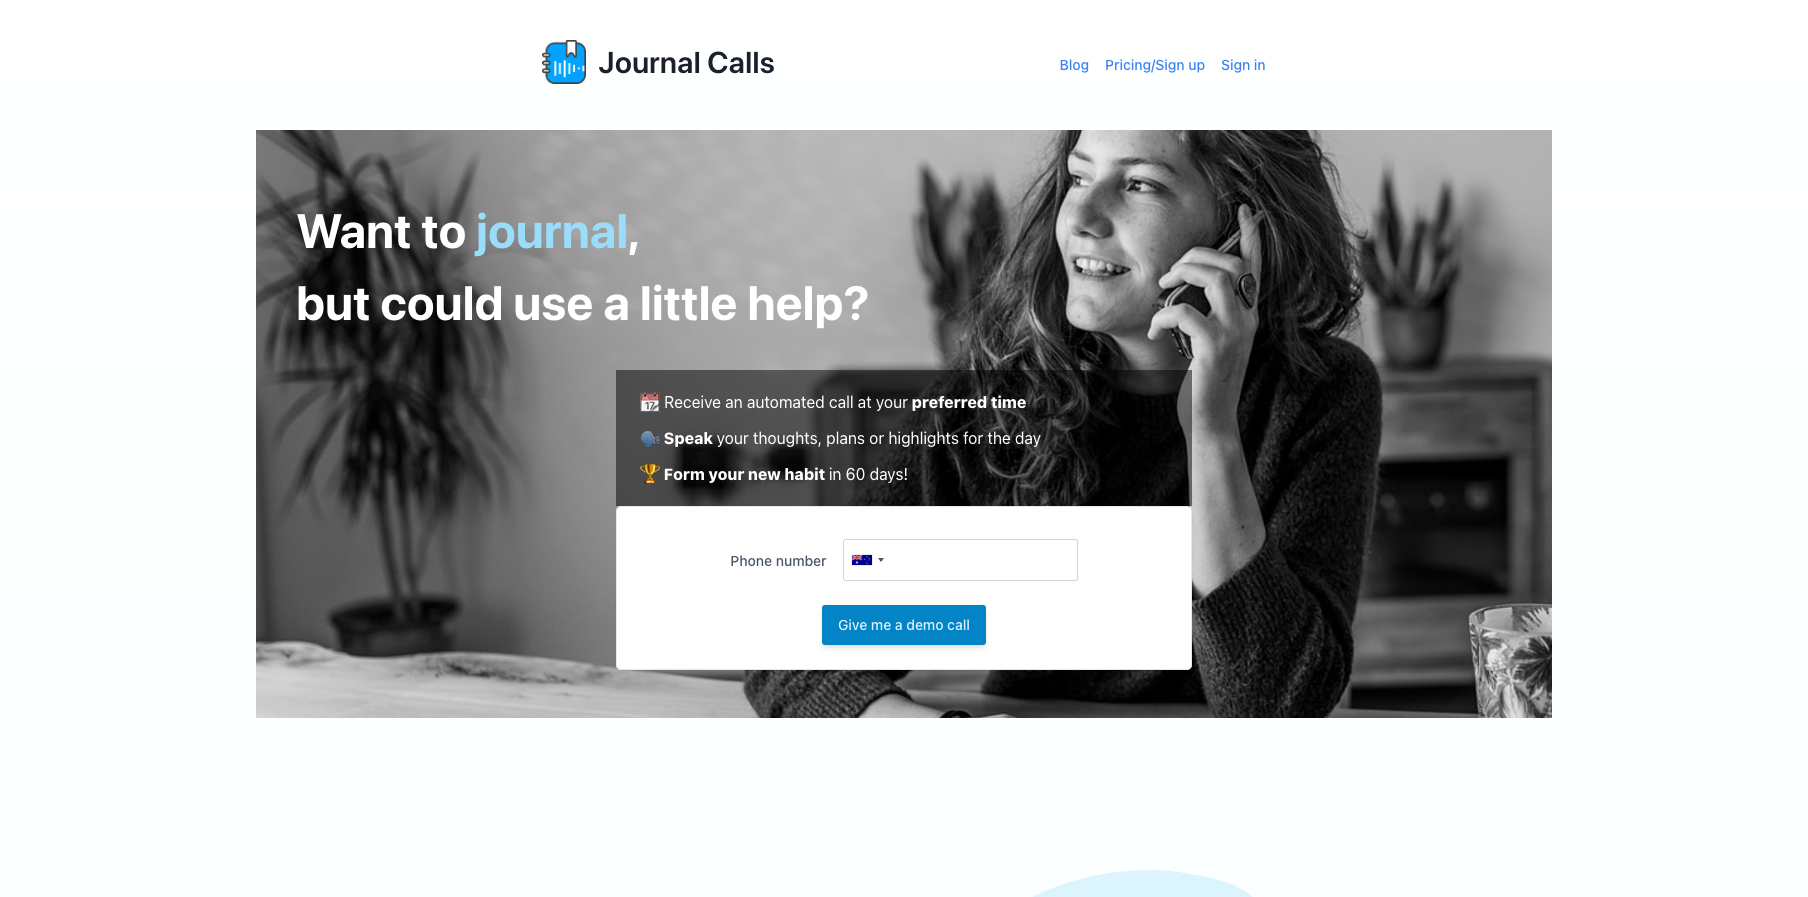 Journal Calls
Blog Pricing/Sign up Sign in
Want to journal,
but could use a little help?
📆 Receive an automated call at your preferred time
🗣️ Speak your thoughts, plans or highlights for the day
🏆 Form your new habit in 60 days!
Phone number
Give me a demo call